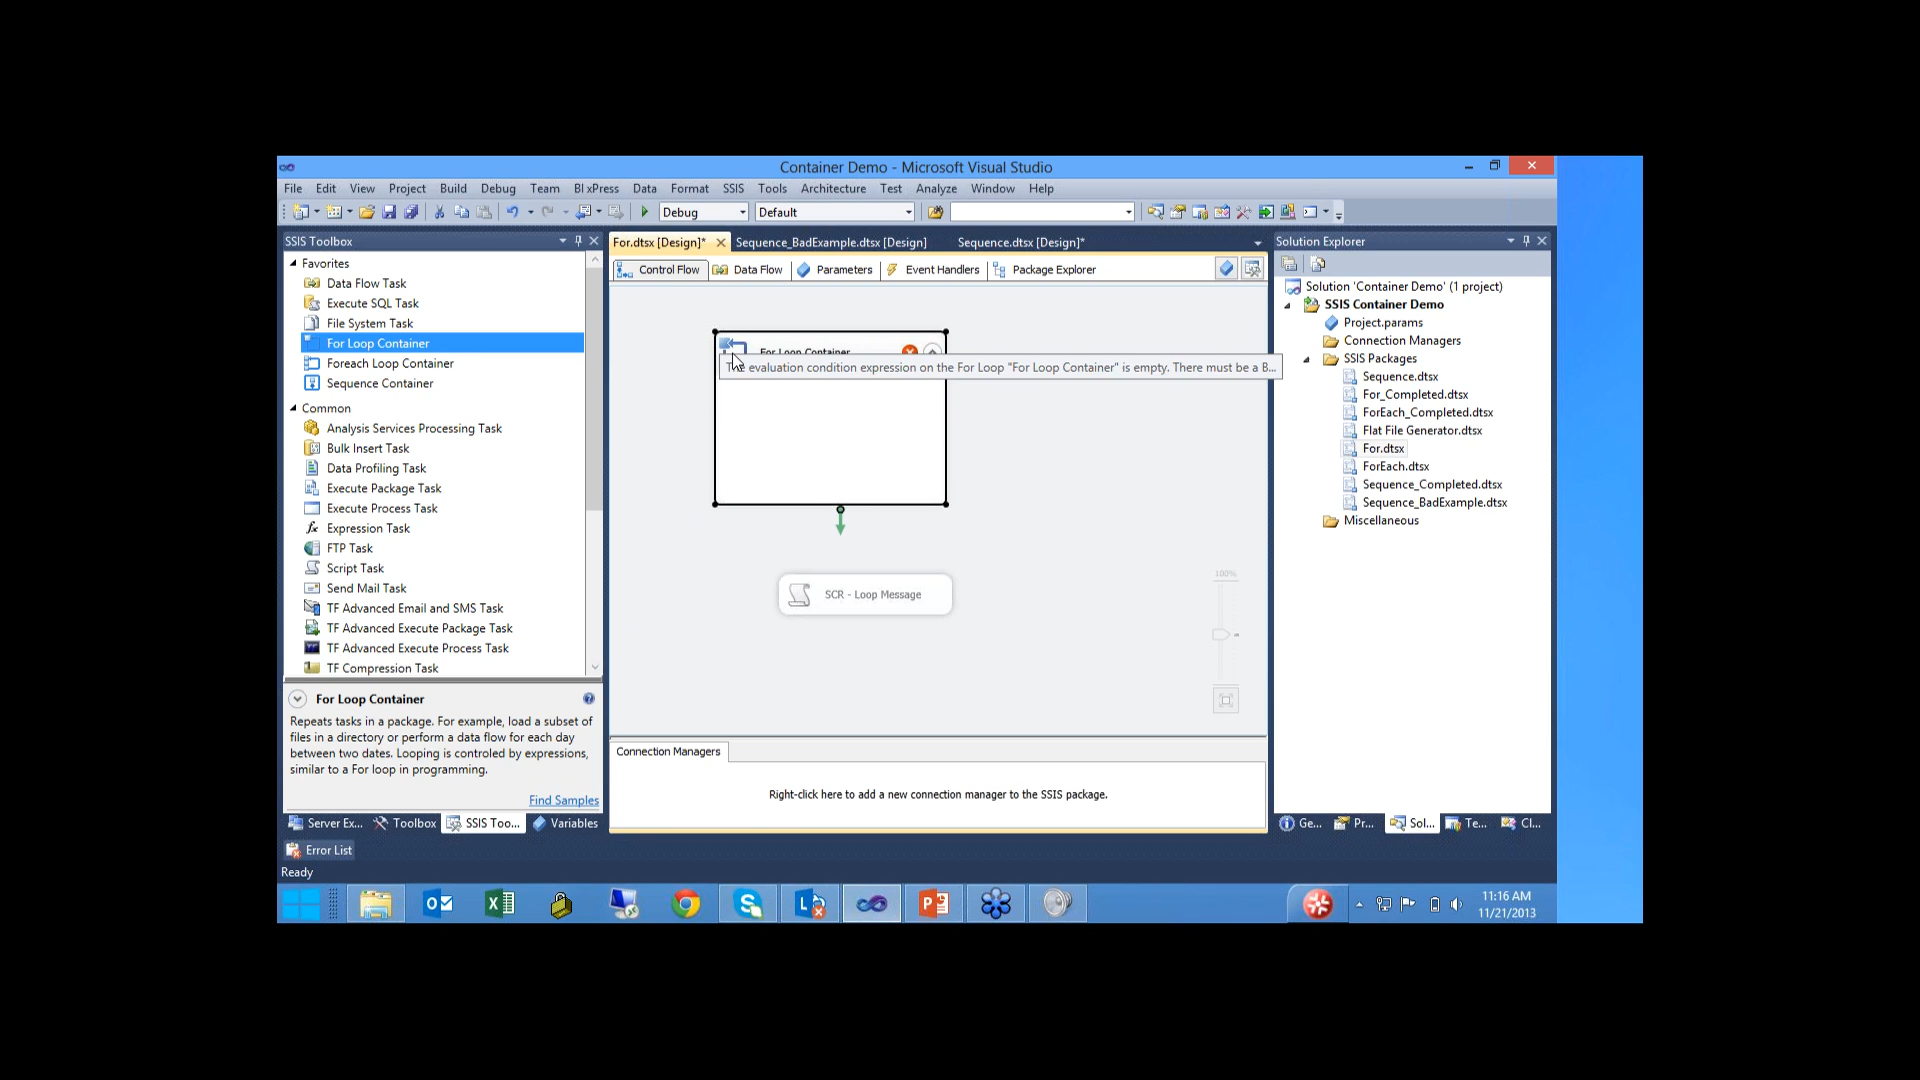 Container Demo - Microsoft Visual Studio
File Edit View Project Build Debug Team BI xPress Data Format SSIS Tools Architecture Test Analyze Window Help
Debug Default
SSIS Toolbox
Favorites
Data Flow Task
Execute SQL Task
File System Task
For Loop Container
Foreach Loop Container
Sequence Container
Common
Analysis Services Processing Task
Bulk Insert Task
Data Profiling Task
Execute Package Task
Execute Process Task
Expression Task
FTP Task
Script Task
Send Mail Task
TF Advanced Email and SMS Task
TF Advanced Execute Package Task
TF Advanced Execute Process Task
TF Compression Task
For Loop Container
Repeats tasks in a package. For example, load a subset of
files in a directory or perform a data flow for each day
between two dates. Looping is controled by expressions,
similar to a For loop in programming.
Find Samples
Server Ex... Toolbox SSIS Too... Variables
For.dtsx [Design]* Sequence_BadExample.dtsx [Design] Sequence.dtsx [Design]*
Control Flow Data Flow Parameters Event Handlers Package Explorer
For Loop Container
evaluation condition expression on the For Loop "For Loop Container" is empty. There must be a B...
SCR - Loop Message
100%
Connection Managers
Right-click here to add a new connection manager to the SSIS package.
Solution Explorer
Solution 'Container Demo' (1 project)
SSIS Container Demo
Project.params
Connection Managers
SSIS Packages
Sequence.dtsx
For_Completed.dtsx
ForEach_Completed.dtsx
Flat File Generator.dtsx
For.dtsx
ForEach.dtsx
Sequence_Completed.dtsx
Sequence_BadExample.dtsx
Miscellaneous
Ge... Pr... Sol... Te... Cl...
Error List
Ready
11:16 AM
11/21/2013